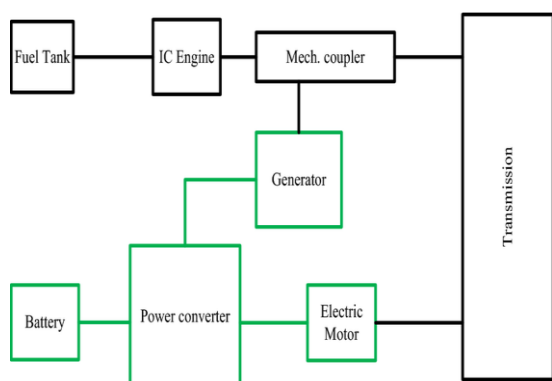 Fuel Tank
IC Engine
Mech. coupler
Transmission
Generator
Battery
Power converter
Electric
Motor